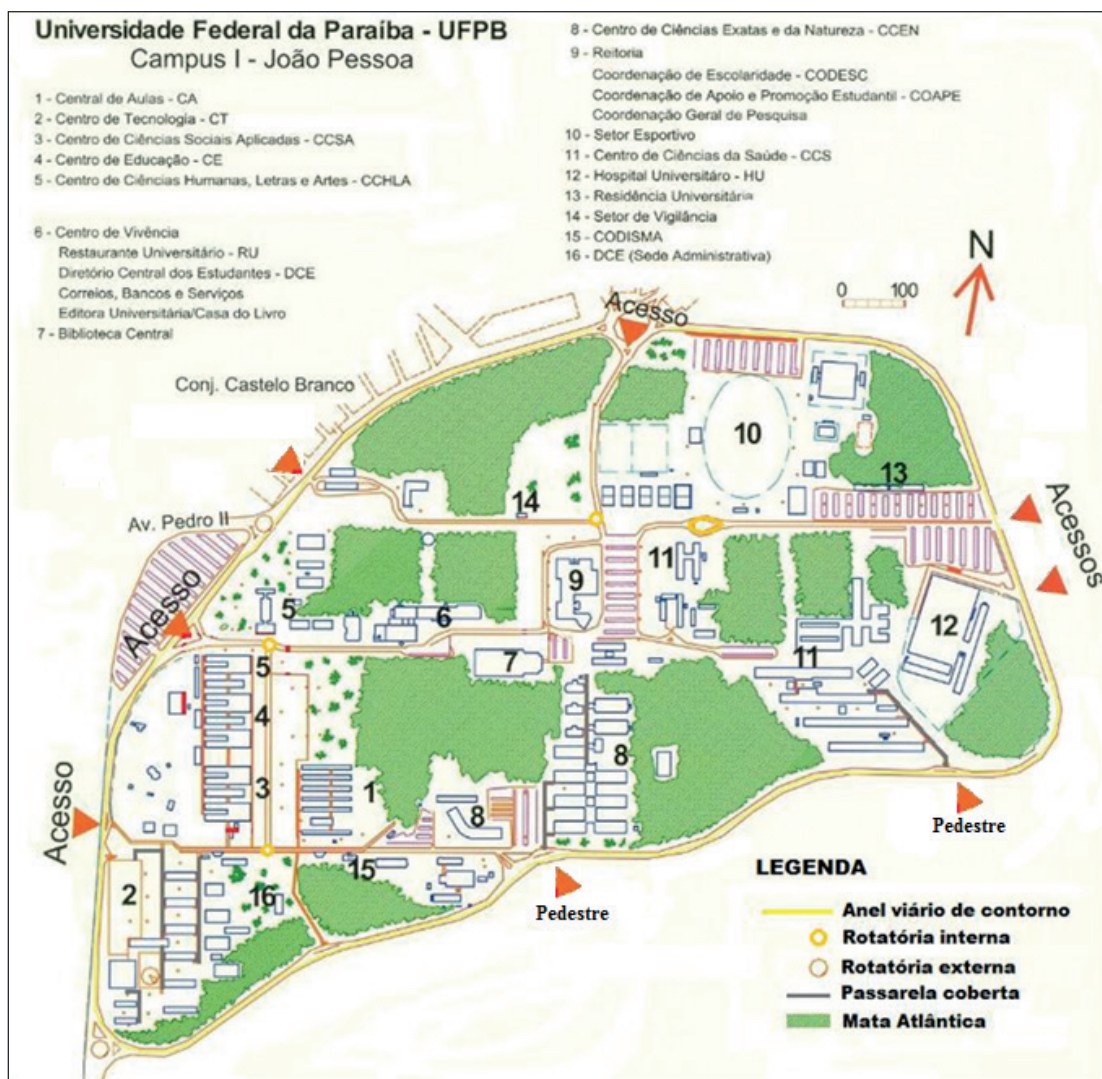 Universidade Federal da Paraíba - UFPB
Campus I - João Pessoa
1 - Central de Aulas - CA
2 - Centro de Tecnologia - CT
3 - Centro de Ciências Sociais Aplicadas - CCSA
4 - Centro de Educação - CE
5 - Centro de Ciências Humanas, Letras e Artes - CCHLA
6 - Centro de Vivência
Restaurante Universitário - RU
Diretório Central dos Estudantes - DCE
Correios, Bancos e Serviços
Editora Universitária/Casa do Livro
7 - Biblioteca Central
8 - Centro de Ciências Exatas e da Natureza - CCEN
9 - Reitoria
Coordenação de Escolaridade - CODESC
Coordenação de Apoio e Promoção Estudantil - COAPE
Coordenação Geral de Pesquisa
10 - Setor Esportivo
11 - Centro de Ciências da Saúde - CCS
12 - Hospital Universitáro - HU
13 - Residência Universitária
14 - Setor de Vigilância
15 - CODISMA
16 - DCE (Sede Administrativa)
N
0 100
Acesso
Conj. Castelo Branco
10
13
14
Av. Pedro II
Acessos
11
9
Acesso
5
6
12
7
11
5
4
8
3
1
8
Acesso
Pedestre
15
2
16
Pedestre
LEGENDA
Anel viário de contorno
Rotatória interna
Rotatória externa
Passarela coberta
Mata Atlântica